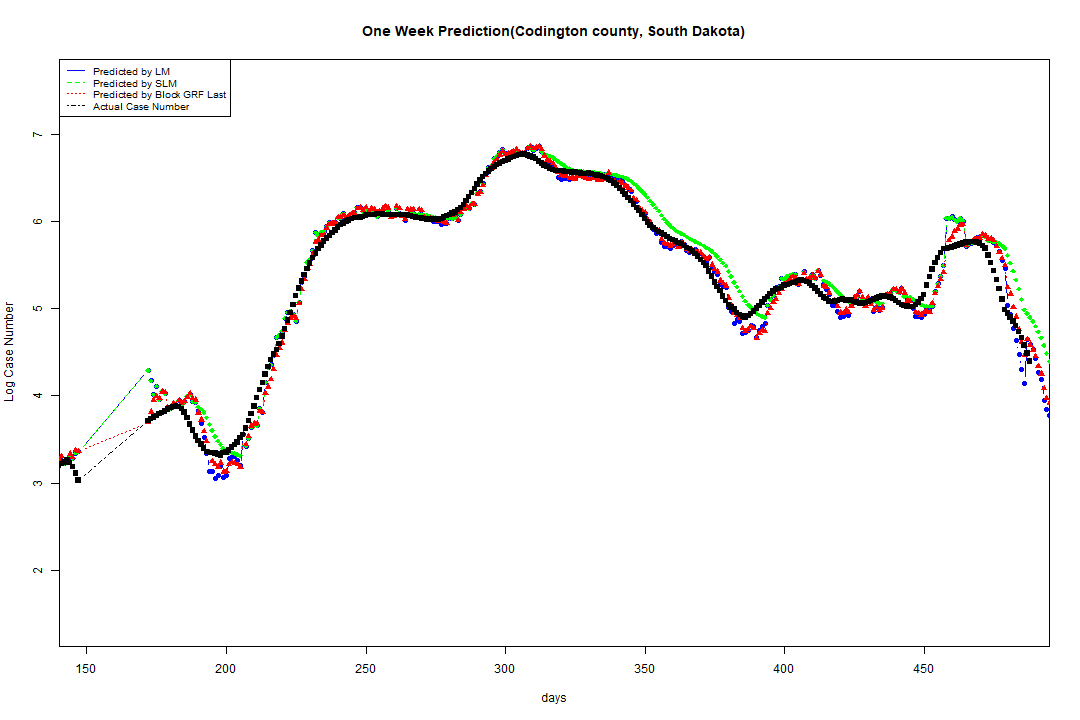 One Week Prediction(Codington county, South Dakota)
Predicted by LM
Predicted by SLM
Predicted by Block GRF Last
Actual Case Number
7
6
5
4
3
2
Log Case Number
150 200 250 300 350 400 450
days